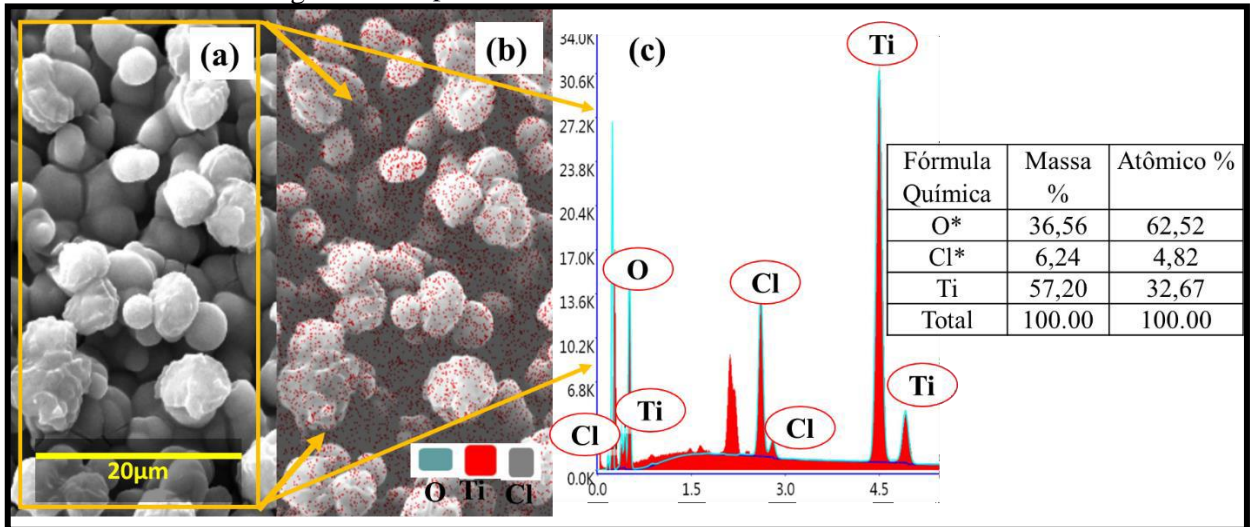 (a)
20µm
(b)
O Ti Cl
(c)
34.0K
30.6K
27.2K
23.8K
20.4K
17.0K
13.6K
10.2K
6.8K
0.0K
0.0 1.5 3.0 4.5
Ti
O
Cl
Ti
Cl
Cl
Ti
Fórmula Química Massa % Atômico %
O* 36,56 62,52
Cl* 6,24 4,82
Ti 57,20 32,67
Total 100.00 100.00